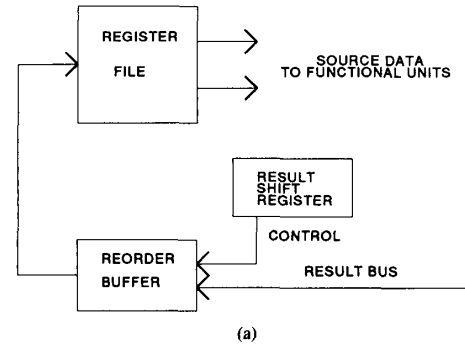 REGISTER
FILE
SOURCE DATA
TO FUNCTIONAL UNITS
RESULT
SHIFT
REGISTER
CONTROL
REORDER
BUFFER
RESULT BUS
(a)